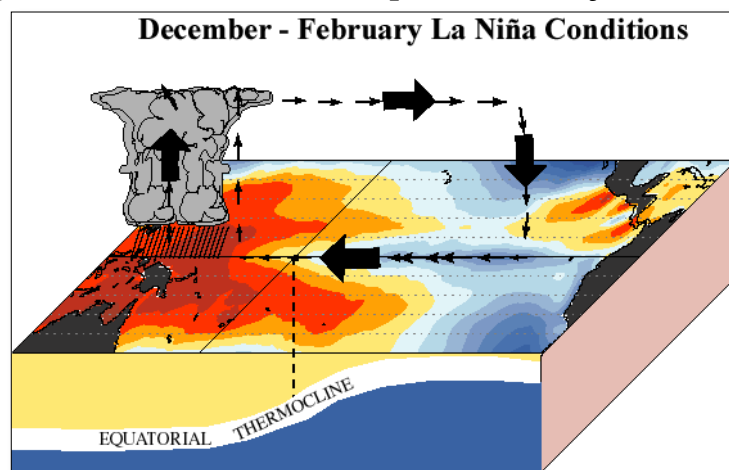 December - February La Niña Conditions
EQUATORIAL THERMOCLINE